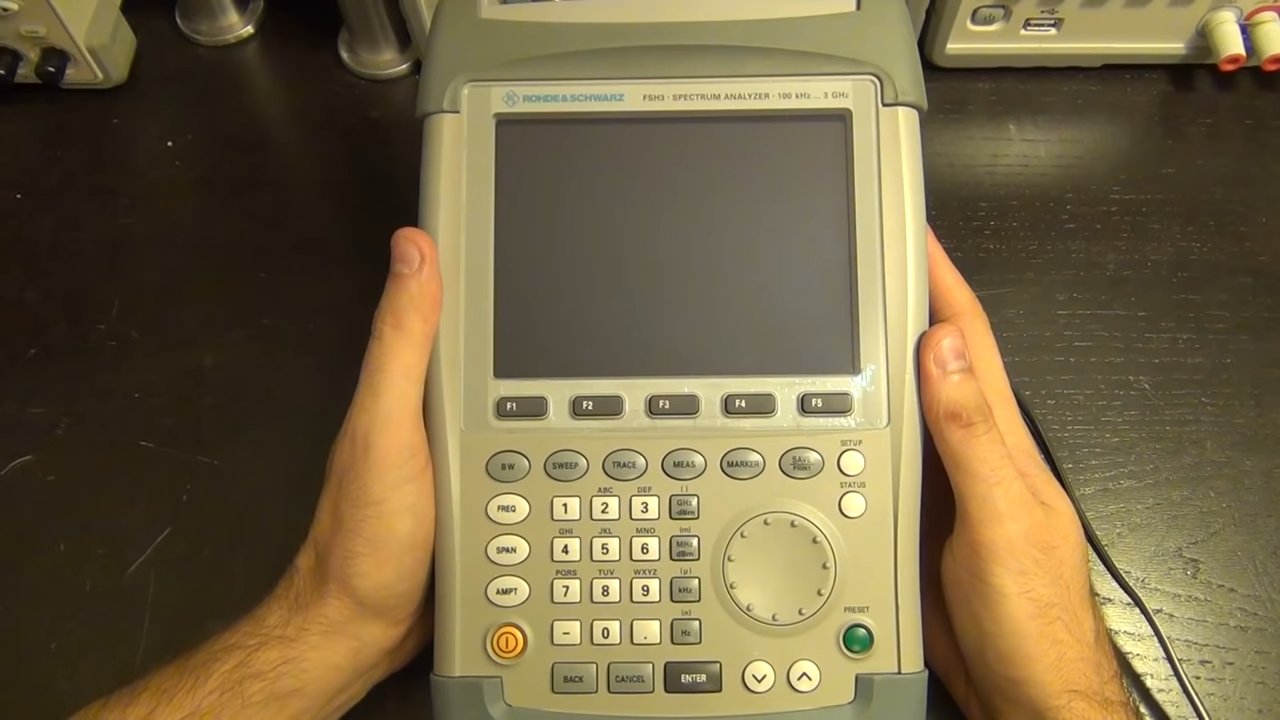 ROHDE&SCHWARZ FSH3 · SPECTRUM ANALYZER · 100 kHz ... 3 GHz
F1 F2 F3 F4 F5
SETUP
BW SWEEP TRACE MEAS MARKER SAVE PRINT
STATUS
ABC DEF ( )
FREQ 1 2 3 GHz -dBm
GHI JKL MNO (m)
SPAN 4 5 6 MHz dBm
PQRS TUV WXYZ (µ)
AMPT 7 8 9 kHz
(n) PRESET
- 0 . Hz
BACK CANCEL ENTER